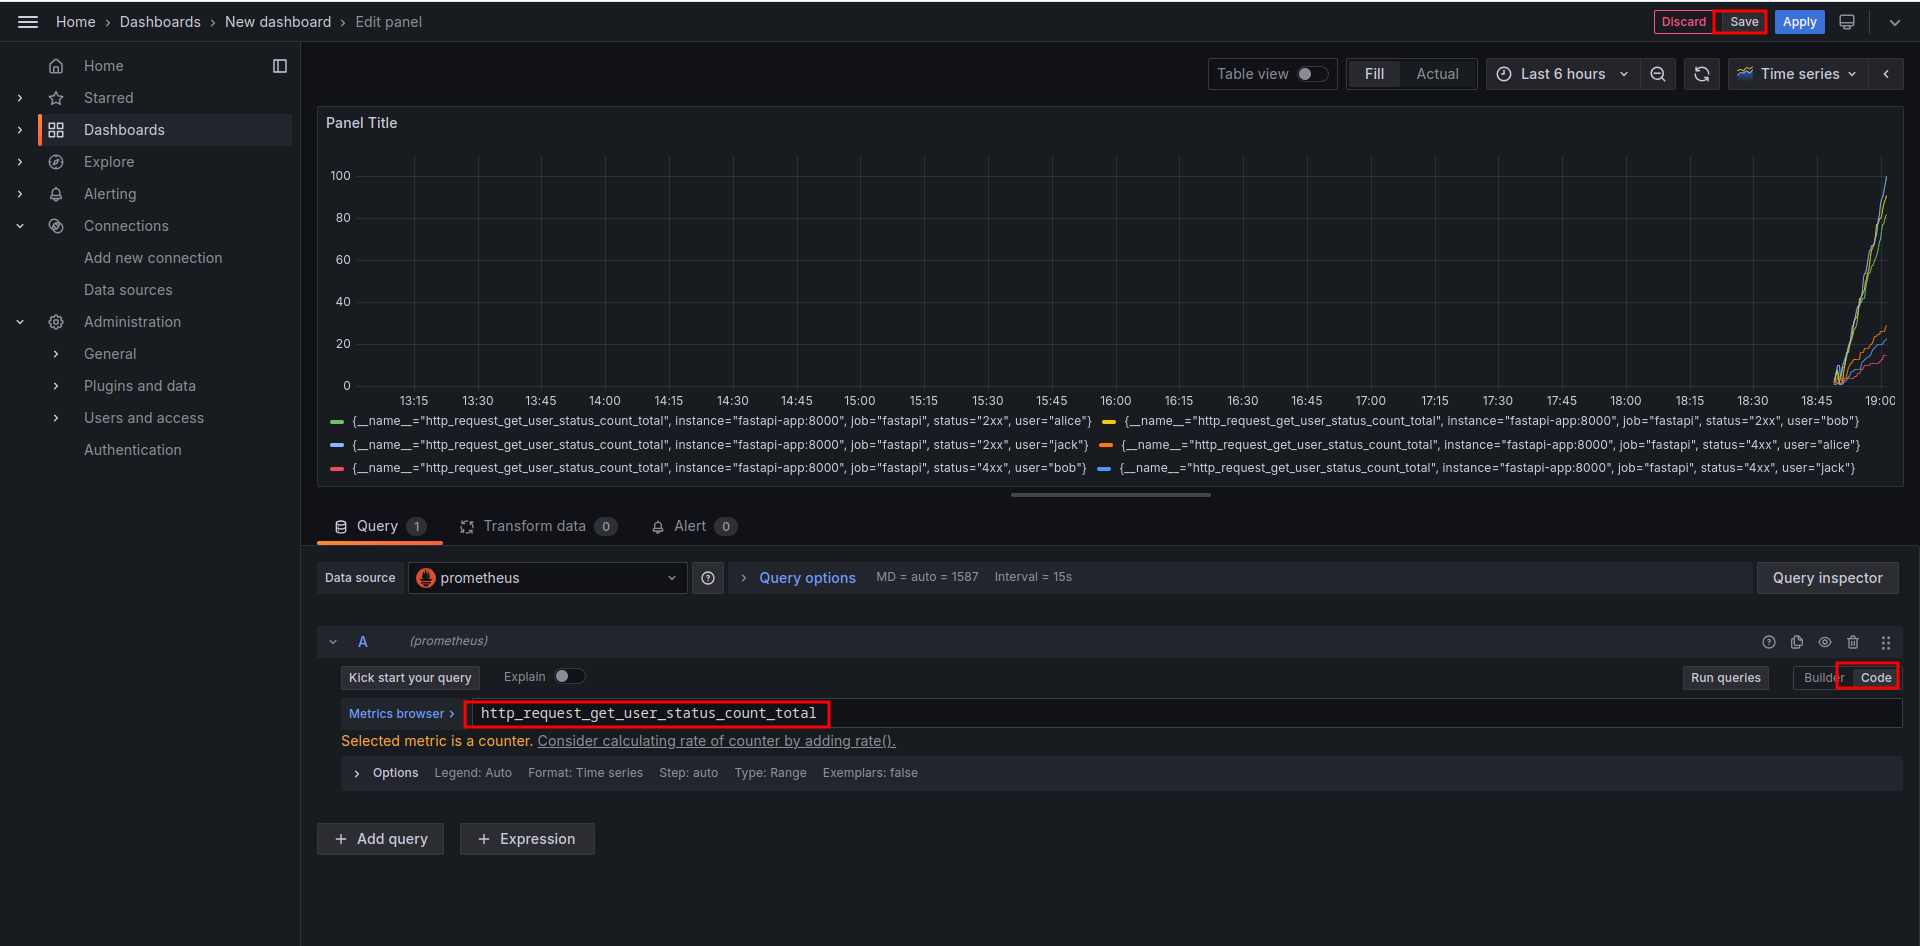 Home › Dashboards › New dashboard › Edit panel
Discard Save Apply
Home
Starred
Dashboards
Explore
Alerting
Connections
Add new connection
Data sources
Administration
General
Plugins and data
Users and access
Authentication
Table view Fill Actual Last 6 hours Time series
Panel Title
100
80
60
40
20
0
13:15 13:30 13:45 14:00 14:15 14:30 14:45 15:00 15:15 15:30 15:45 16:00 16:15 16:30 16:45 17:00 17:15 17:30 17:45 18:00 18:15 18:30 18:45 19:00
{__name__="http_request_get_user_status_count_total", instance="fastapi-app:8000", job="fastapi", status="2xx", user="alice"} {__name__="http_request_get_user_status_count_total", instance="fastapi-app:8000", job="fastapi", status="2xx", user="bob"}
{__name__="http_request_get_user_status_count_total", instance="fastapi-app:8000", job="fastapi", status="2xx", user="jack"} {__name__="http_request_get_user_status_count_total", instance="fastapi-app:8000", job="fastapi", status="4xx", user="alice"}
{__name__="http_request_get_user_status_count_total", instance="fastapi-app:8000", job="fastapi", status="4xx", user="bob"} {__name__="http_request_get_user_status_count_total", instance="fastapi-app:8000", job="fastapi", status="4xx", user="jack"}
Query 1 Transform data 0 Alert 0
Data source prometheus Query options MD = auto = 1587 Interval = 15s Query inspector
A (prometheus)
Kick start your query Explain Run queries Builder Code
Metrics browser › http_request_get_user_status_count_total
Selected metric is a counter. Consider calculating rate of counter by adding rate().
Options Legend: Auto Format: Time series Step: auto Type: Range Exemplars: false
+ Add query + Expression